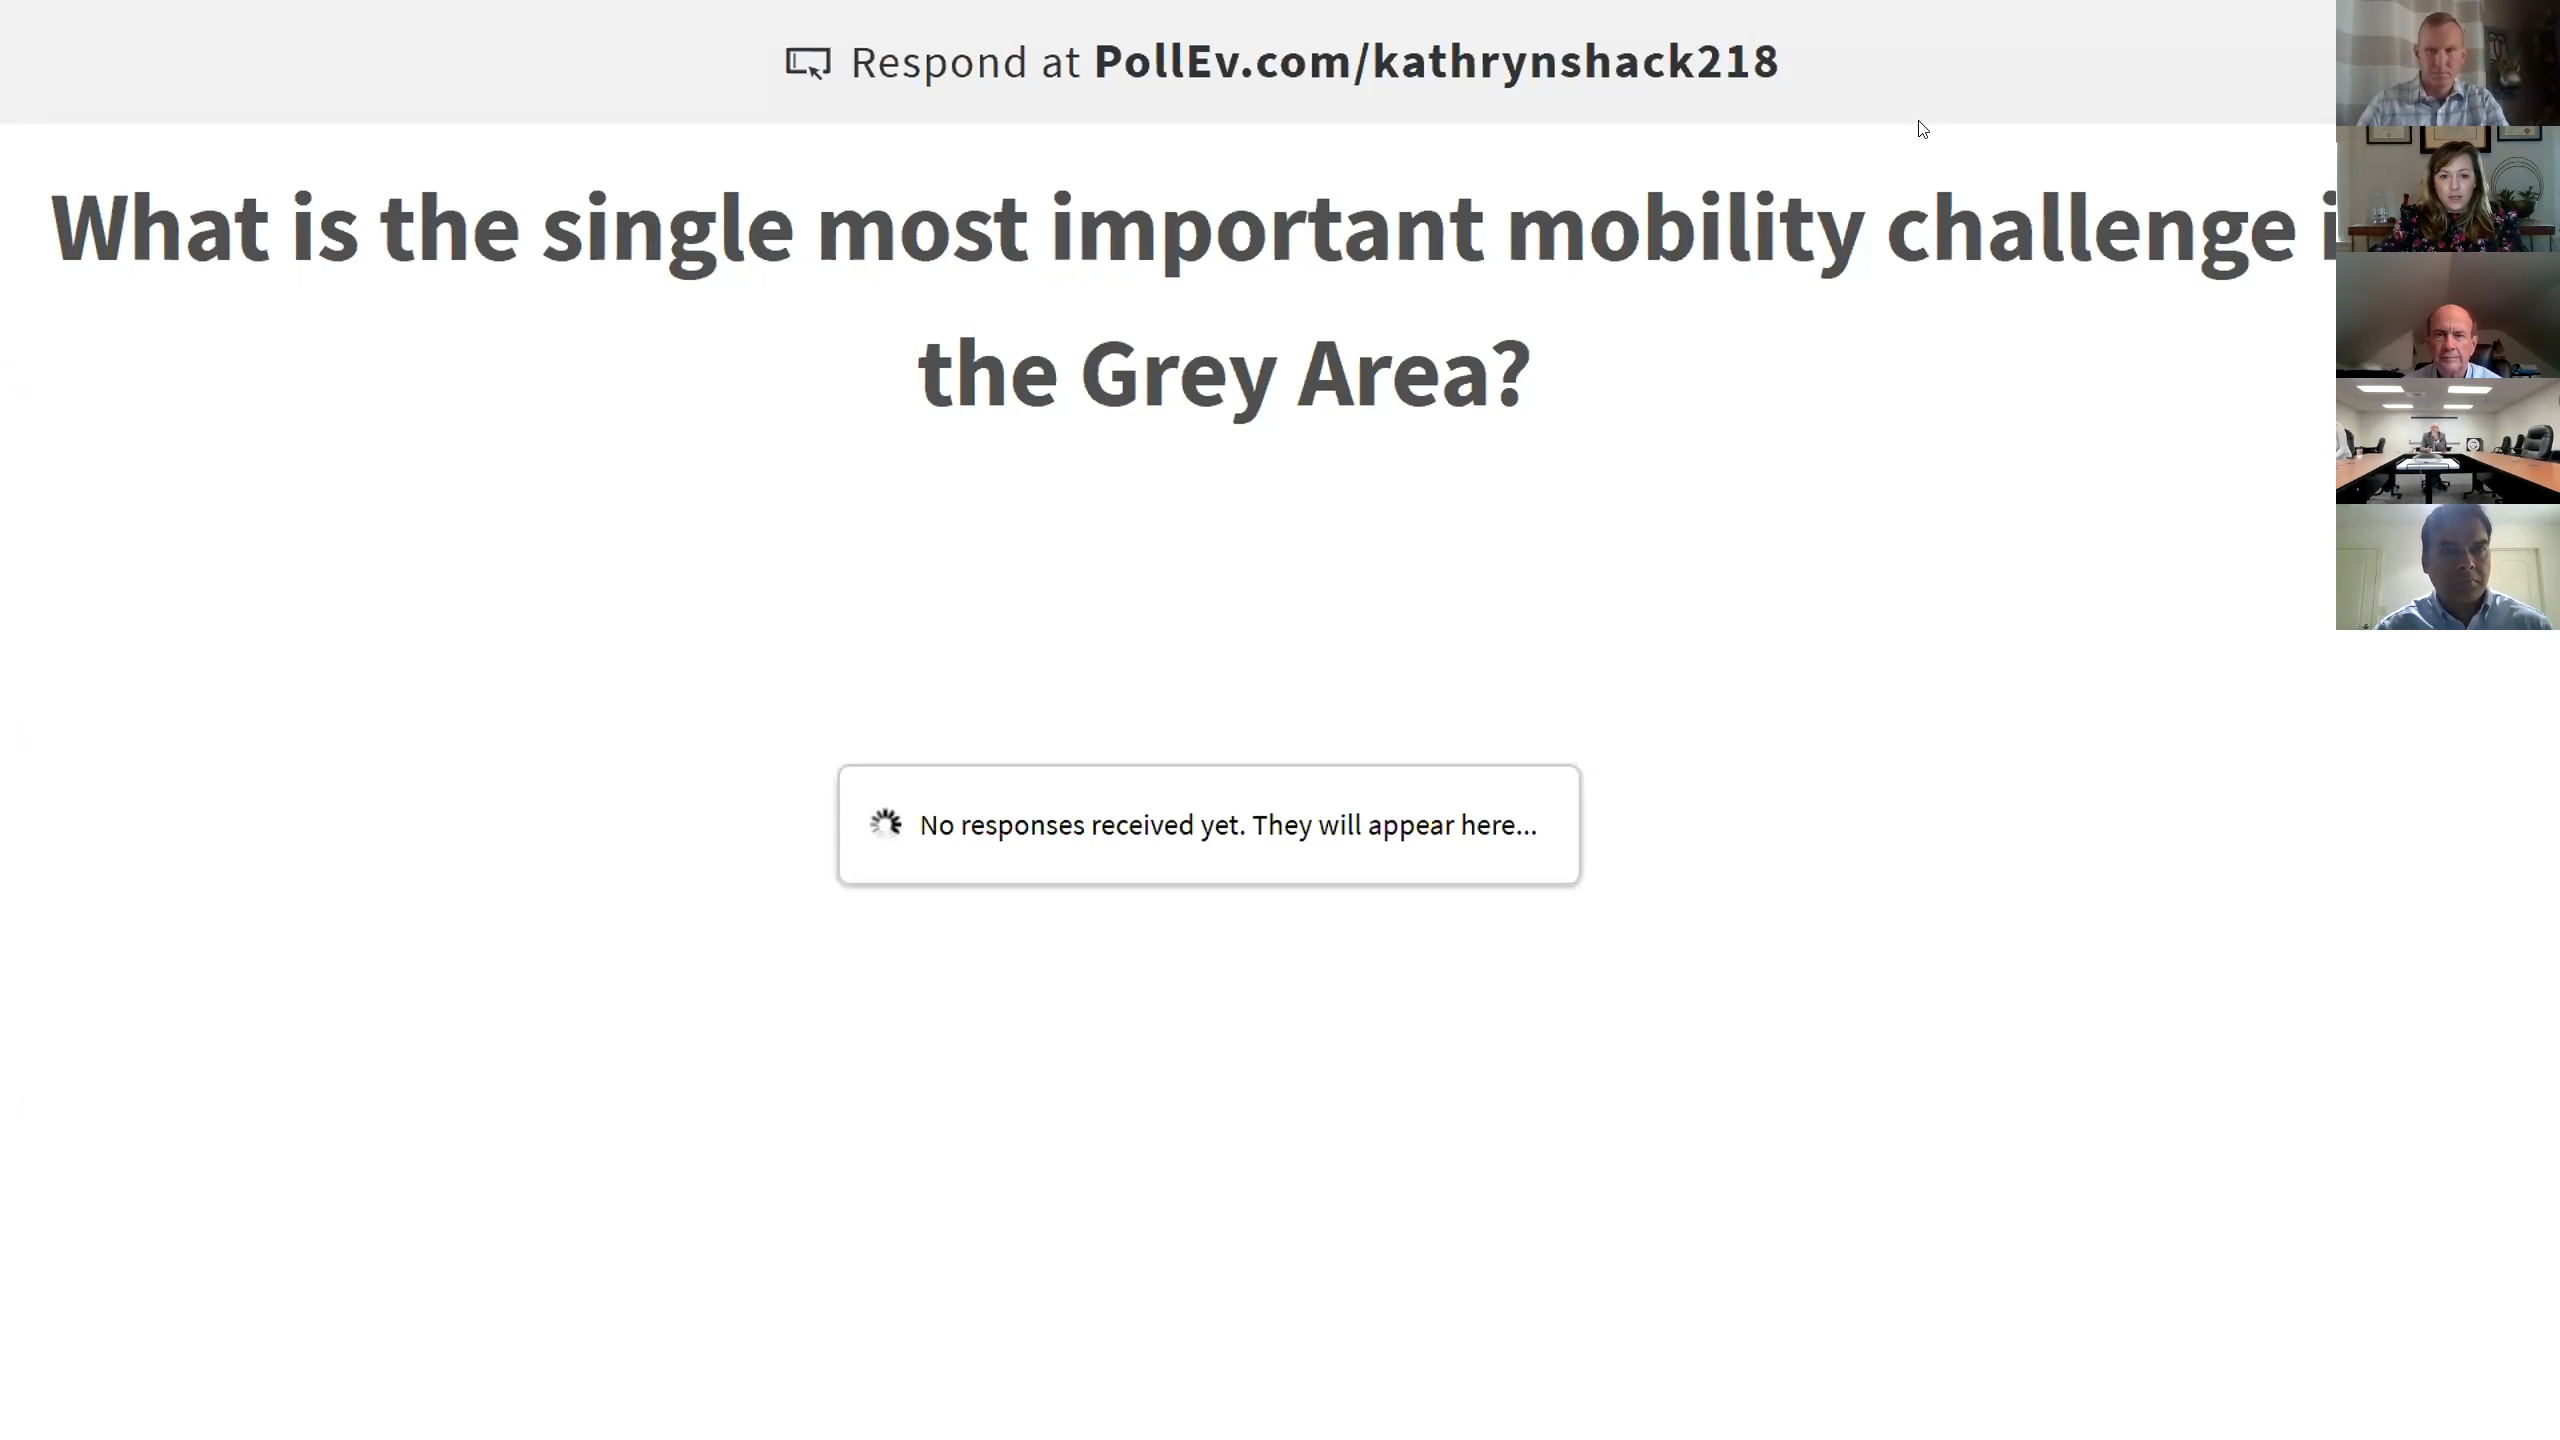 Respond at PollEv.com/kathrynshack218
What is the single most important mobility challenge i
the Grey Area?
No responses received yet. They will appear here...